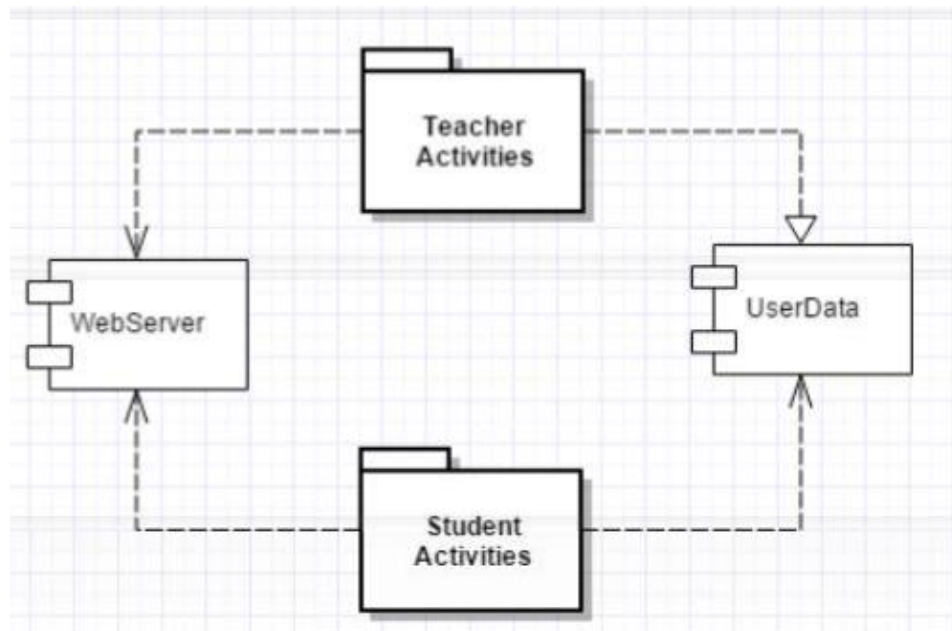 Teacher
Activities
WebServer
UserData
Student
Activities